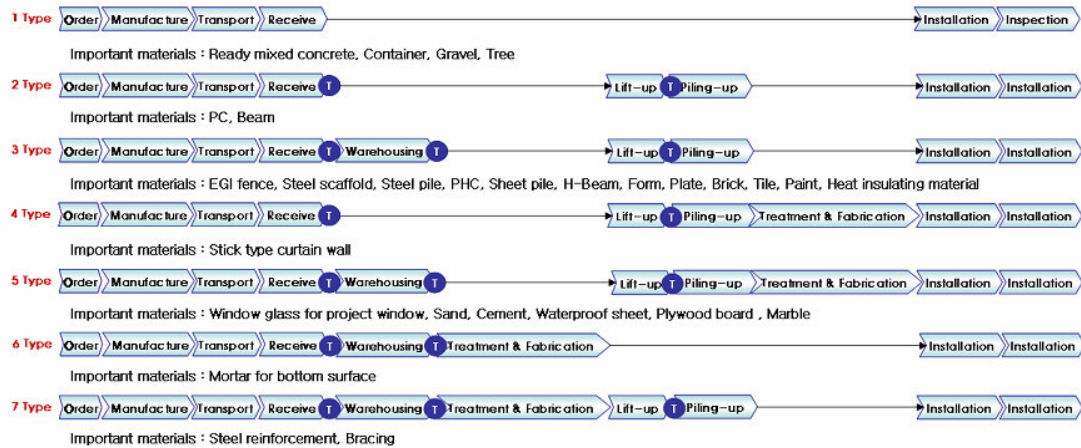 1 Type Order Manufacture Transport Receive Installation Inspection
Important materials : Ready mixed concrete, Container, Gravel, Tree
2 Type Order Manufacture Transport Receive T Lift-up T Piling-up Installation Installation
Important materials : PC, Beam
3 Type Order Manufacture Transport Receive T Warehousing T Lift-up T Piling-up Installation Installation
Important materials : EGI fence, Steel scaffold, Steel pile, PHC, Sheet pile, H-Beam, Form, Plate, Brick, Tile, Paint, Heat insulating material
4 Type Order Manufacture Transport Receive T Lift-up T Piling-up Treatment & Fabrication Installation Installation
Important materials : Stick type curtain wall
5 Type Order Manufacture Transport Receive T Warehousing T Lift-up T Piling-up Treatment & Fabrication Installation Installation
Important materials : Window glass for project window, Sand, Cement, Waterproof sheet, Plywood board , Marble
6 Type Order Manufacture Transport Receive T Warehousing T Treatment & Fabrication Installation Installation
Important materials : Mortar for bottom surface
7 Type Order Manufacture Transport Receive T Warehousing T Treatment & Fabrication Lift-up T Piling-up Installation Installation
Important materials : Steel reinforcement, Bracing